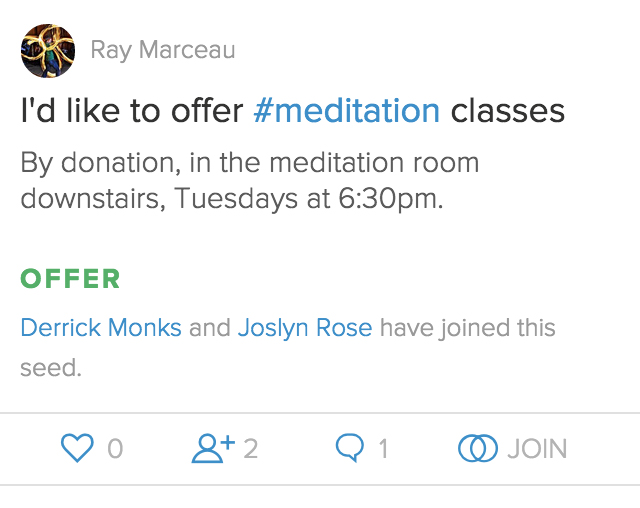 Ray Marceau
I'd like to offer #meditation classes
By donation, in the meditation room
downstairs, Tuesdays at 6:30pm.
OFFER
Derrick Monks and Joslyn Rose have joined this
seed.
0 2 1 JOIN